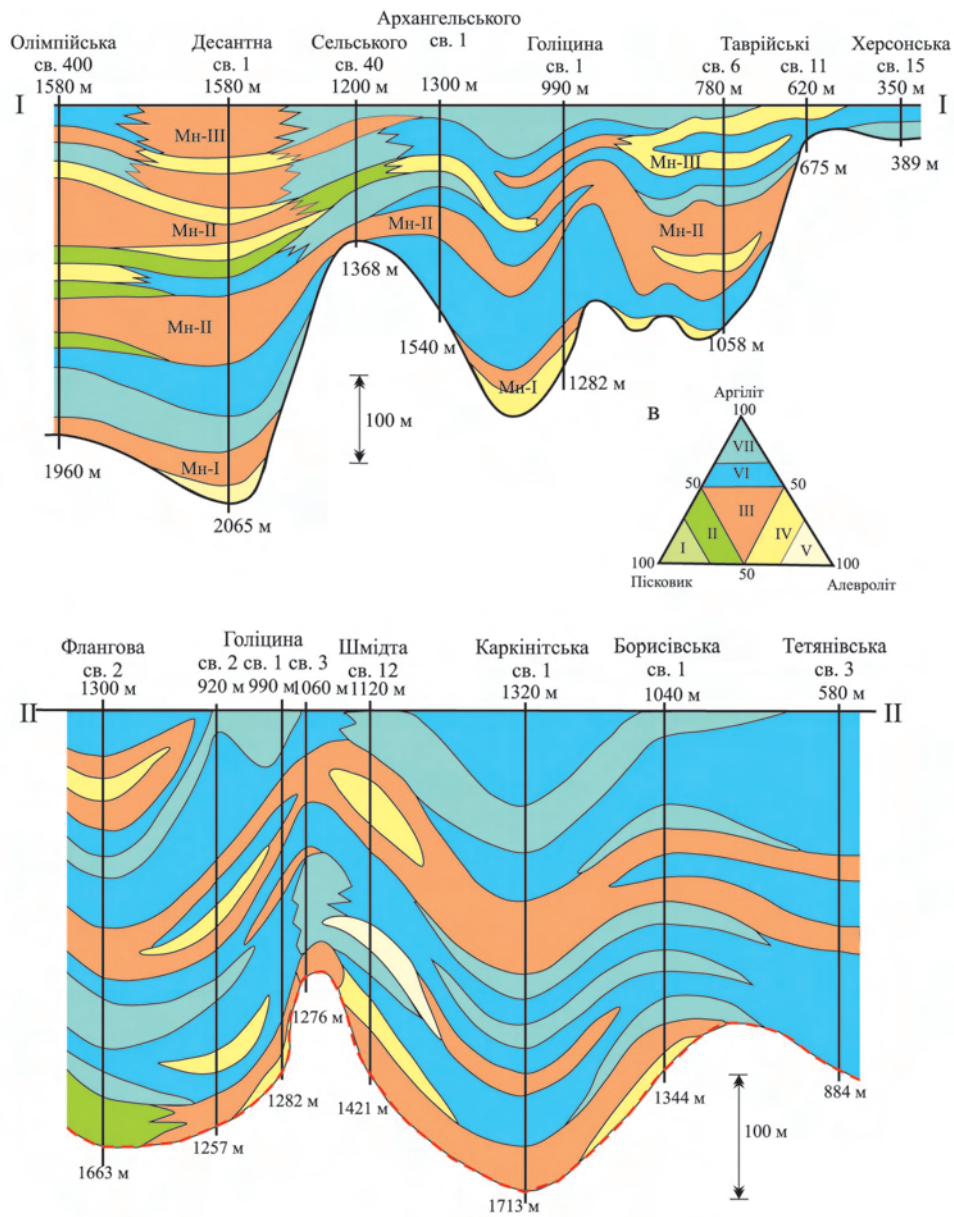 Архангельського
св. 1
1300 м
Олімпійська
св. 400
1580 м
Десантна
св. 1
1580 м
Сельського
св. 40
1200 м
Голіцина
св. 1
990 м
Таврійські
св. 6 св. 11
780 м 620 м
Херсонська
св. 15
350 м
I I
Мн-III
Мн-III
Мн-II
Мн-II
Мн-II
Мн-II
Мн-I
Мн-I
675 м
389 м
1368 м
1540 м
1282 м
1058 м
100 м
1960 м
2065 м
В
Аргіліт
100
VII
VI
50 50
III
II IV
I V
100 50 100
Пісковик Алевроліт
Флангова
св. 2
1300 м
Голіцина
св. 2 св. 1 св. 3
920 м 990 м 1060 м
Шмідта
св. 12
1120 м
Каркінітська
св. 1
1320 м
Борисівська
св. 1
1040 м
Тетянівська
св. 3
580 м
II II
1276 м
1282 м
1421 м
1344 м
884 м
1257 м
1663 м
1713 м
100 м